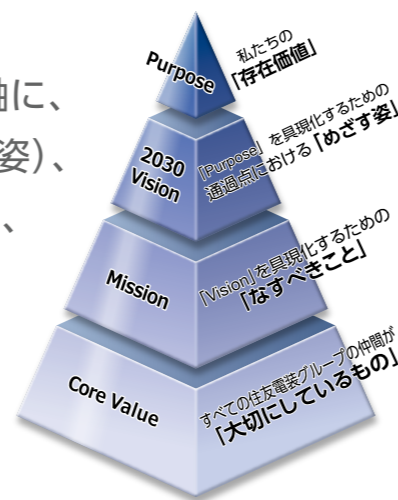 軸に、
姿)、
、
Purpose
私たちの
「存在価値」
2030
Vision
「Purpose」を具現化するための
通過点における「めざす姿」
Mission
「Vision」を具現化するための
「なすべきこと」
Core Value
すべての住友電装グループの仲間が
「大切にしているもの」